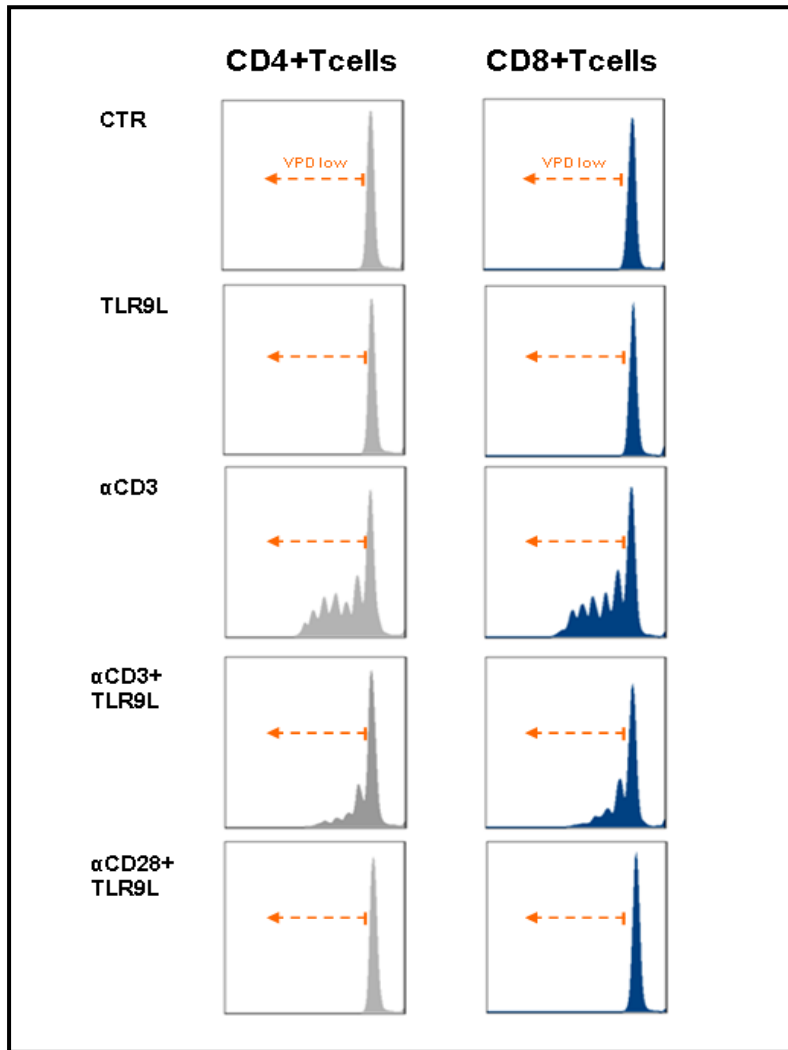 CD4+Tcells
CD8+Tcells
CTR
VPD low
VPD low
TLR9L
αCD3
αCD3+
TLR9L
αCD28+
TLR9L